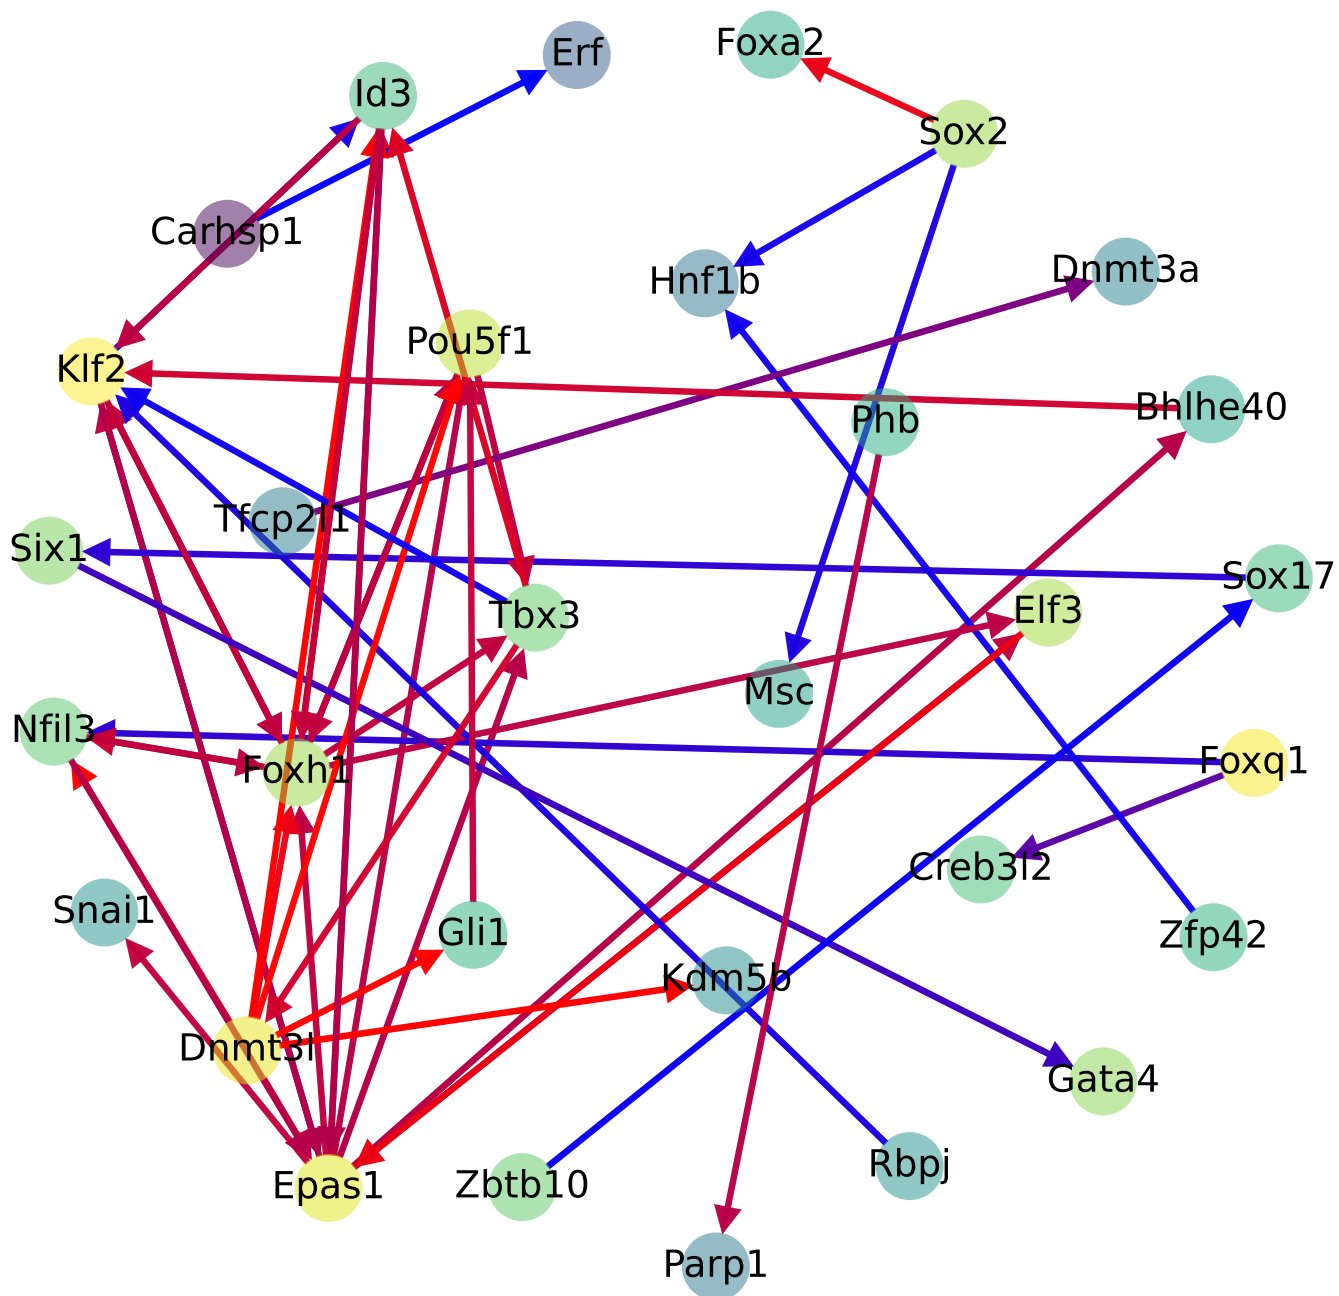 Foxa2
Erf
Id3
Sox2
Carhsp1
Dnmt3a
Hnf1b
Pou5f1
Klf2
Bhlhe40
Phb
Tfcp2l1
Six1
Sox17
Elf3
Tbx3
Msc
Nfil3
Foxq1
Foxh1
Creb3l2
Snai1
Gli1
Zfp42
Kdm5b
Dnmt3l
Gata4
Rbpj
Epas1
Zbtb10
Parp1